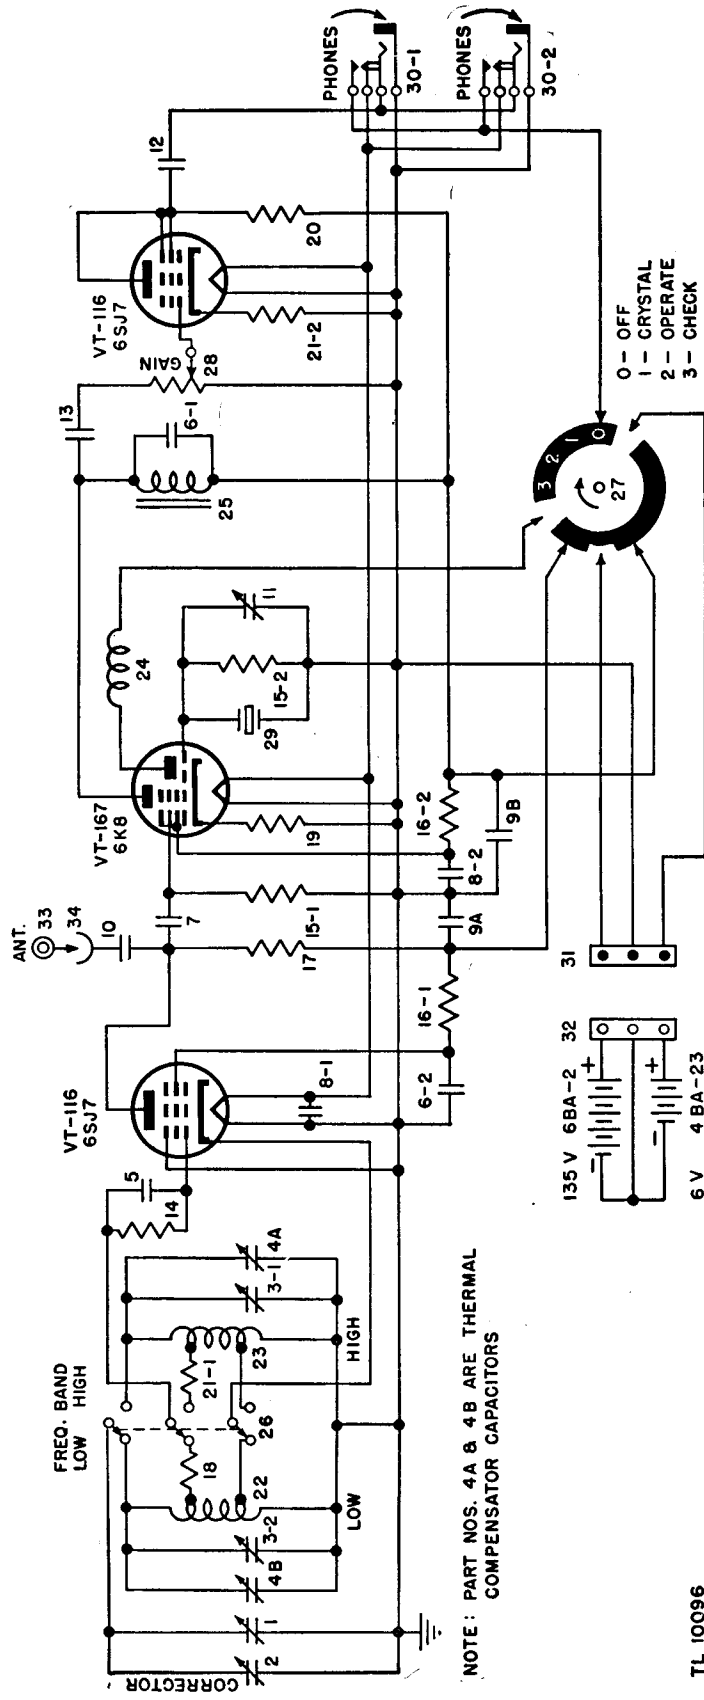 FREQ. BAND
LOW HIGH
CORRECTOR
2
1
4B
3-2
22
18
26
21-1
23
3-1
4A
LOW
HIGH
14
5
VT-116
6SJ7
8-1
6-2
16-1
ANT.
33
34
10
7
17
15-1
9A
8-2
9B
16-2
VT-167
6K8
19
29
15-2
11
24
25
6-1
13
GAIN
28
VT-116
6SJ7
21-2
20
12
PHONES
30-1
PHONES
30-2
3 2 1 0
27
0 – OFF
1 – CRYSTAL
2 – OPERATE
3 – CHECK
31
32
135 V 6BA-2
– +
– +
6 V 4 BA-23
NOTE: PART NOS. 4A & 4B ARE THERMAL
COMPENSATOR CAPACITORS
TL 10096